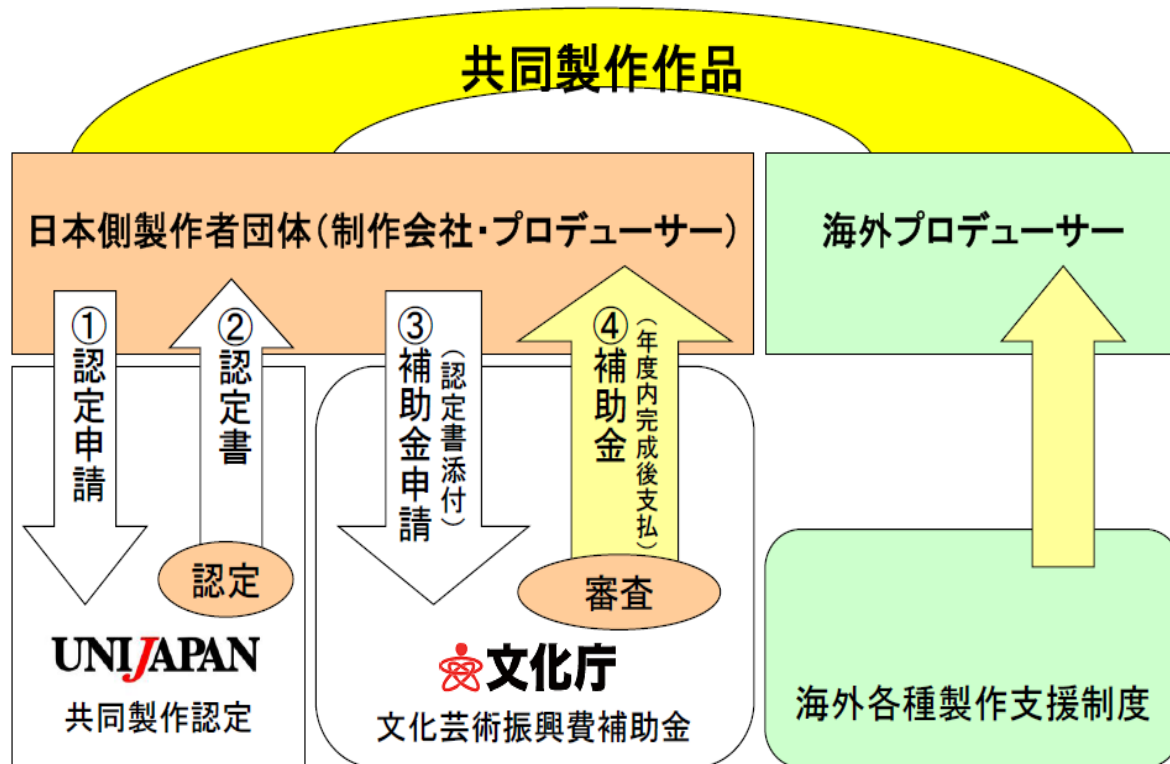 共同製作作品
日本側製作者団体(制作会社・プロデューサー)
海外プロデューサー
①認定申請
②認定書
③補助金申請
(認定書添付)
④補助金
(年度内完成後支払)
認定
審査
UNIJAPAN
共同製作認定
文化庁
文化芸術振興費補助金
海外各種製作支援制度